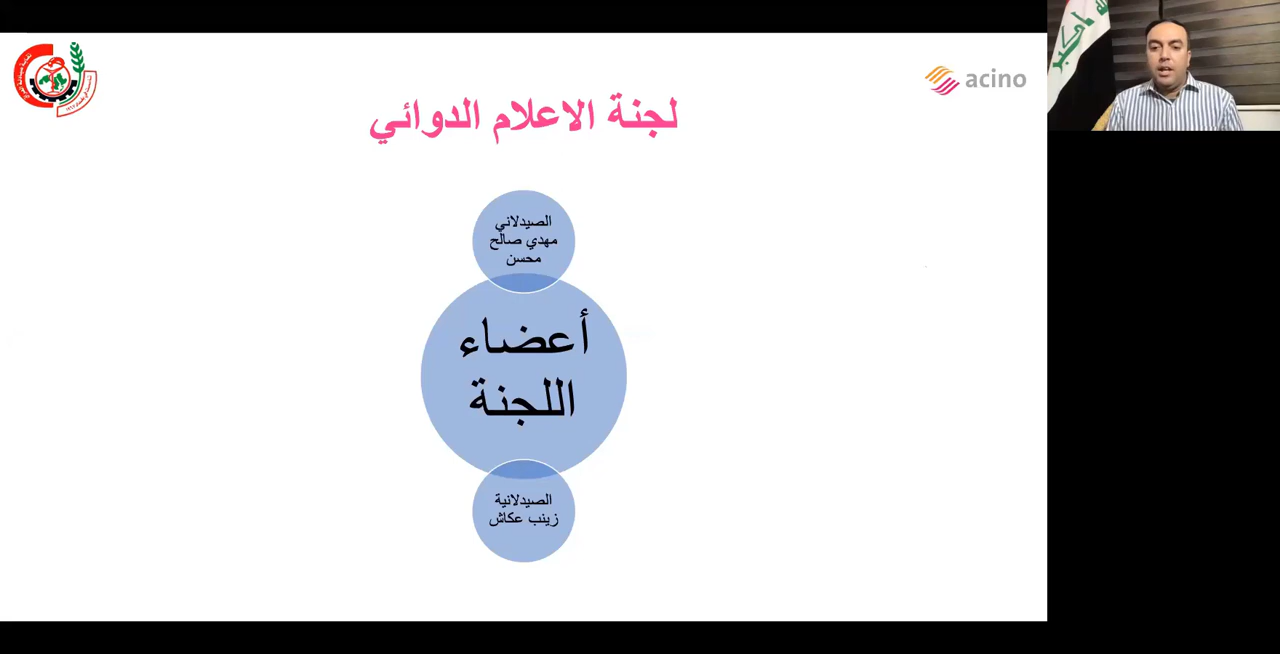 acino
لجنة الاعلام الدوائي
الصيدلاني
مهدي صالح
محسن
أعضاء
اللجنة
الصيدلانية
زينب عكاش